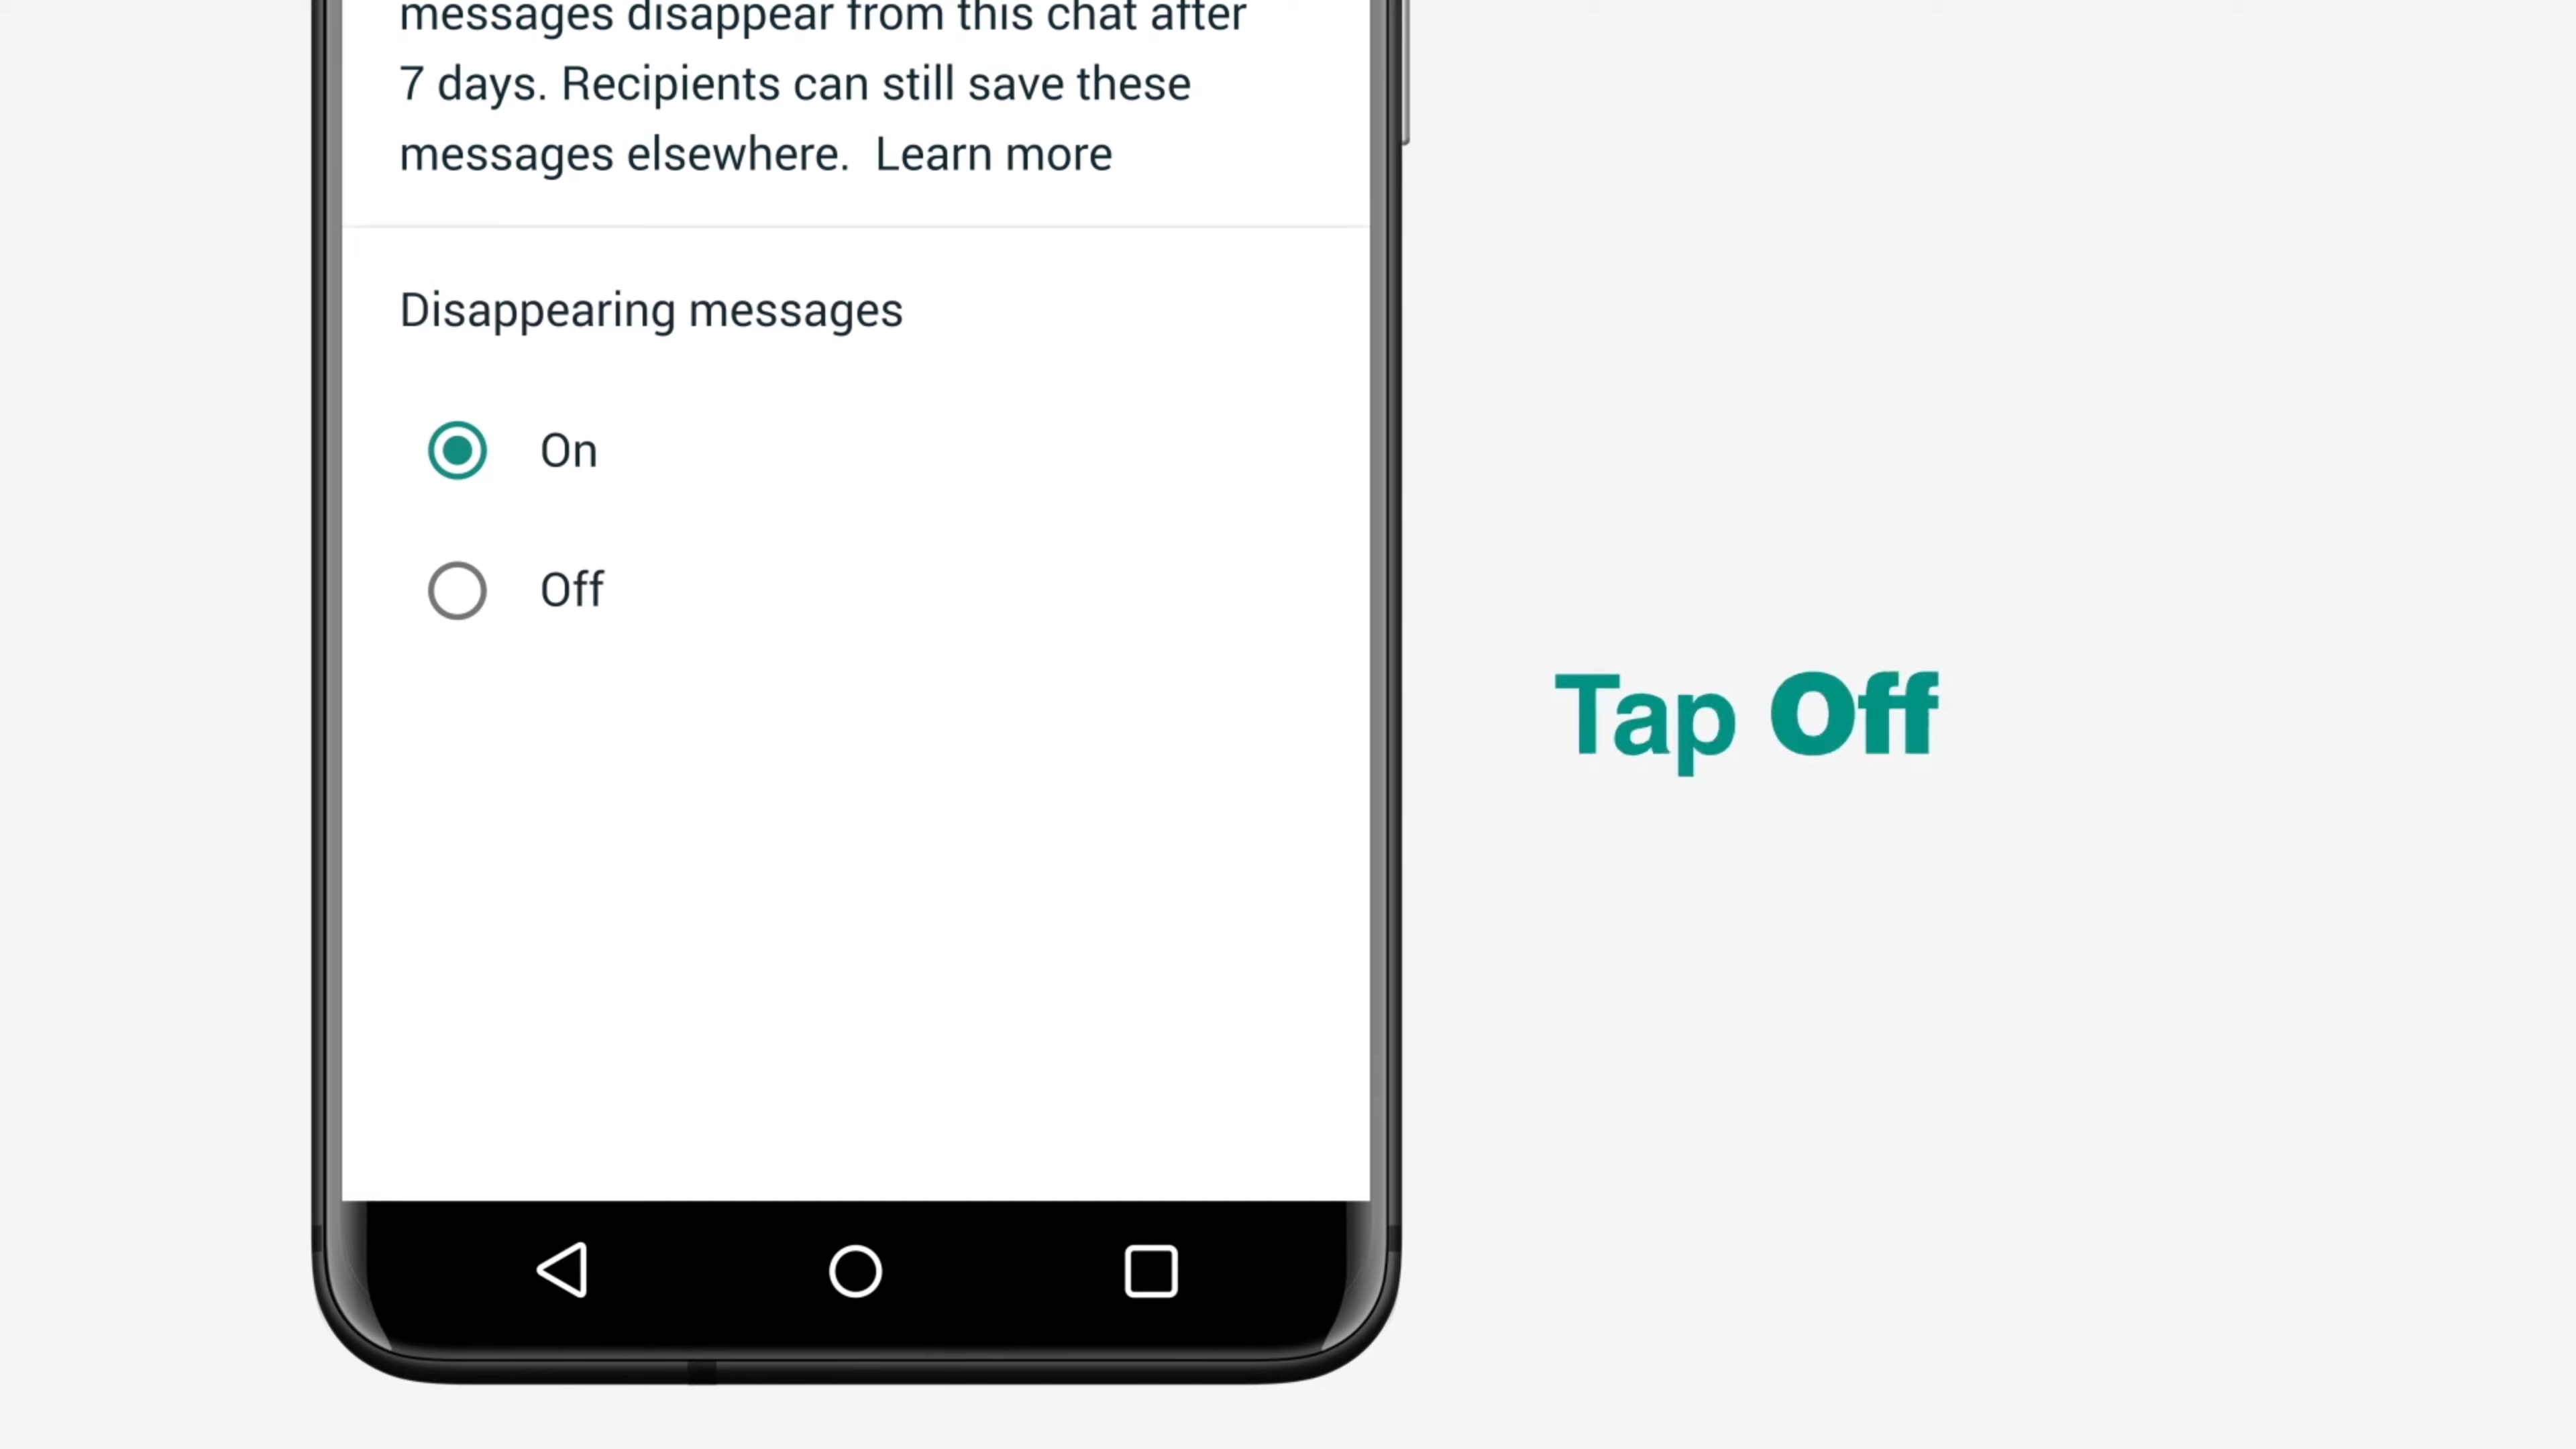 messages disappear from this chat after
7 days. Recipients can still save these
messages elsewhere.  Learn more
Disappearing messages
On
Off
Tap Off